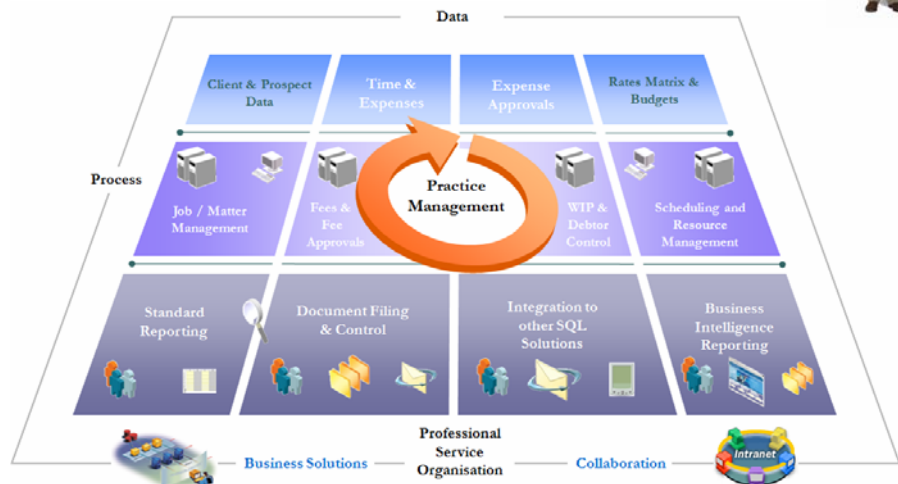 Data
Client & Prospect
Data
Time &
Expenses
Expense
Approvals
Rates Matrix &
Budgets
Process
Practice
Management
Job / Matter
Management
Fees &
Fee
Approvals
WIP &
Debtor
Control
Scheduling and
Resource
Management
Standard
Reporting
Document Filing
& Control
Integration to
other SQL
Solutions
Business
Intelligence
Reporting
Business Solutions
Professional
Service
Organisation
Collaboration
Intranet